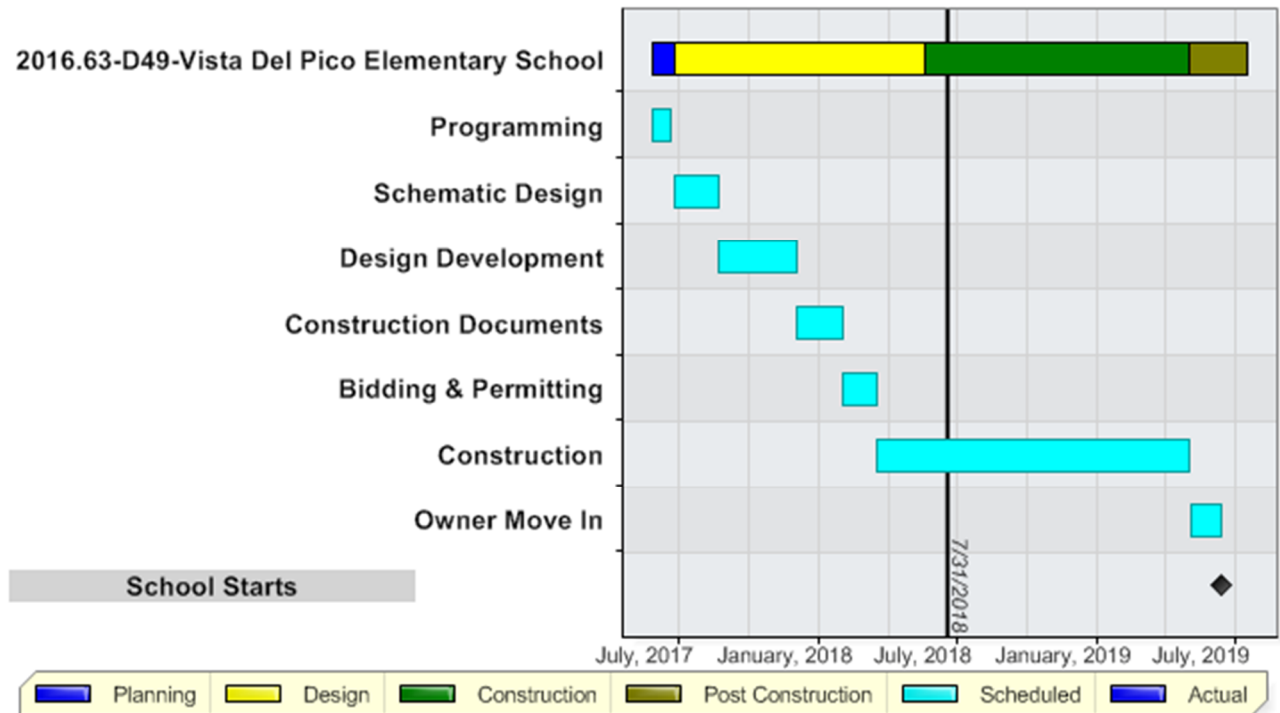 2016.63-D49-Vista Del Pico Elementary School
Programming
Schematic Design
Design Development
Construction Documents
Bidding & Permitting
Construction
Owner Move In
School Starts
7/31/2018
July, 2017 January, 2018 July, 2018 January, 2019 July, 2019
Planning Design Construction Post Construction Scheduled Actual